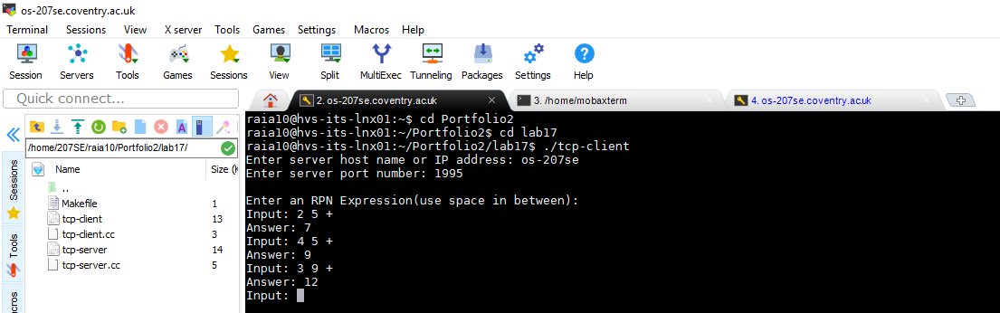 os-207se.coventry.ac.uk
Terminal Sessions View X server Tools Games Settings Macros Help
Session Servers Tools Games Sessions View Split MultiExec Tunneling Packages Settings Help
Quick connect...
2. os-207se.coventry.ac.uk
3. /home/mobaxterm
4. os-207se.coventry.ac.uk
/home/207SE/raia10/Portfolio2/lab17/
Name Size (K
..
Makefile 1
tcp-client 13
tcp-client.cc 3
tcp-server 14
tcp-server.cc 5
Sessions
Tools
acros
raia10@hvs-its-lnx01:~$ cd Portfolio2
raia10@hvs-its-lnx01:~/Portfolio2$ cd lab17
raia10@hvs-its-lnx01:~/Portfolio2/lab17$ ./tcp-client
Enter server host name or IP address: os-207se
Enter server port number: 1995
Enter an RPN Expression(use space in between):
Input: 2 5 +
Answer: 7
Input: 4 5 +
Answer: 9
Input: 3 9 +
Answer: 12
Input: